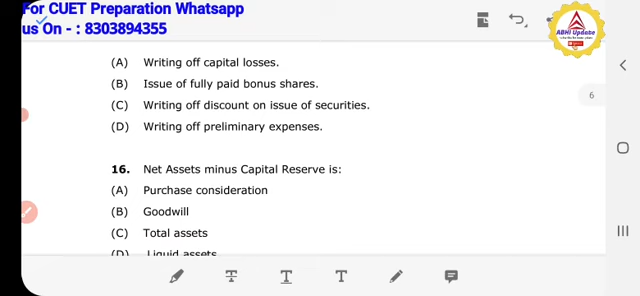 For CUET Preparation Whatsapp
us On - : 8303894355
ABHI Update
(A) Writing off capital losses.
(B) Issue of fully paid bonus shares.
(C) Writing off discount on issue of securities.
(D) Writing off preliminary expenses.
6
16. Net Assets minus Capital Reserve is:
(A) Purchase consideration
(B) Goodwill
(C) Total assets
(D) Liquid assets
T
T
T